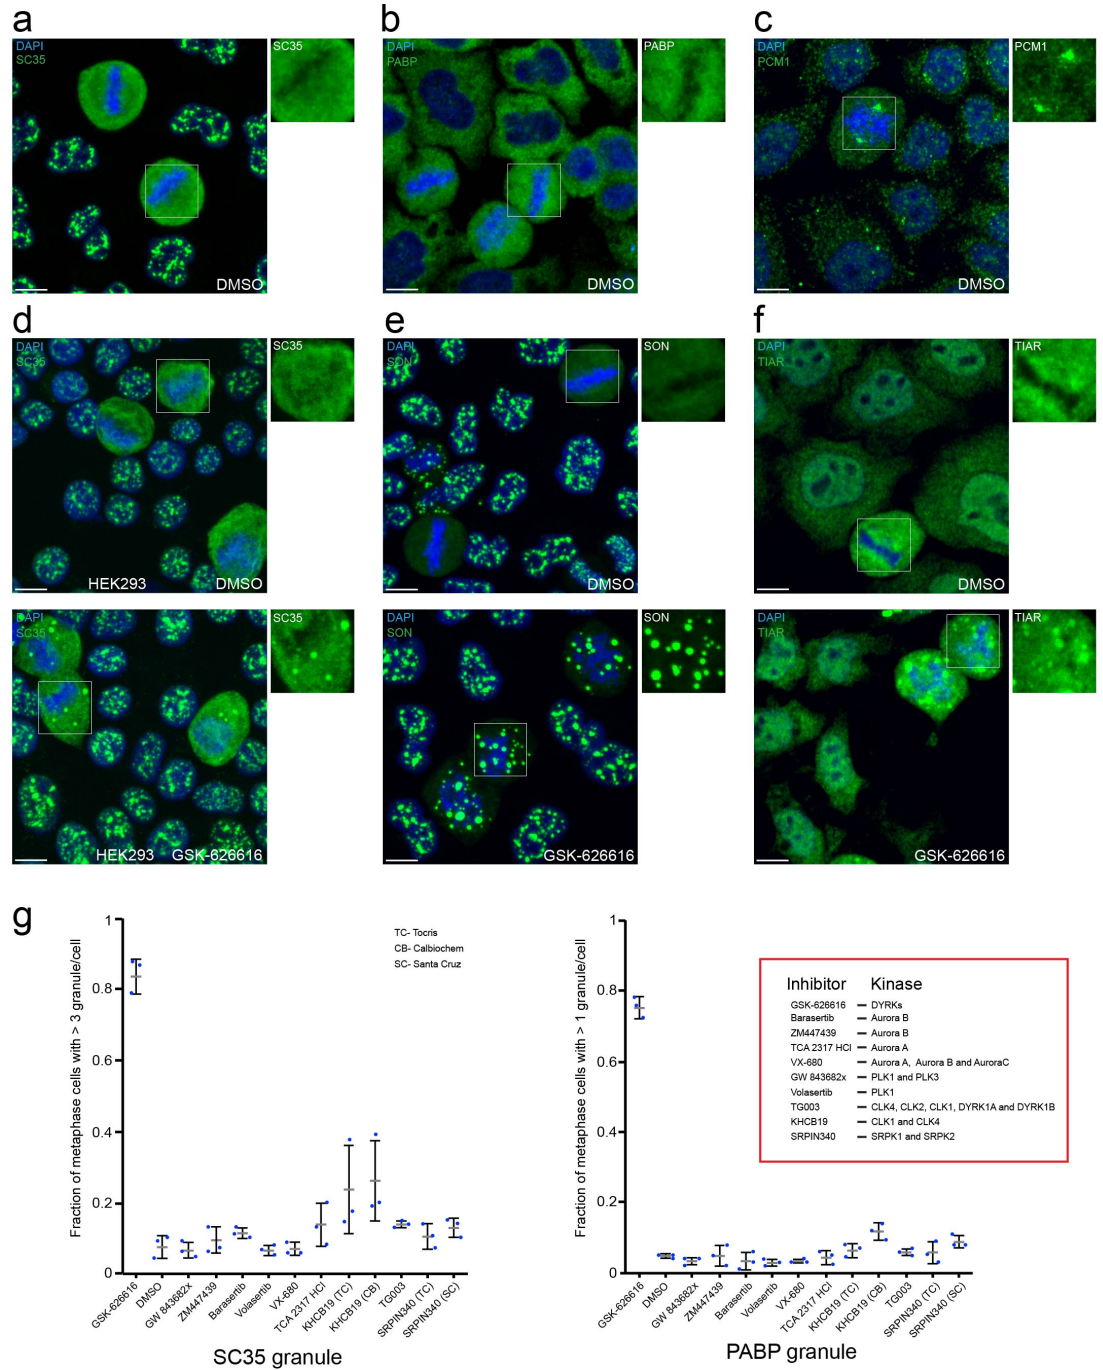 a
b
c
DAPI
SC35
SC35
DMSO
DAPI
PABP
PABP
DMSO
DAPI
PCM1
PCM1
DMSO
d
e
f
DAPI
SC35
SC35
HEK293
DMSO
DAPI
SON
SON
DMSO
DAPI
TIAR
TIAR
DMSO
DAPI
SC35
SC35
HEK293 GSK-626616
DAPI
SON
SON
GSK-626616
DAPI
TIAR
TIAR
GSK-626616
g
Fraction of metaphase cells with > 3 granule/cell
1
0.8
0.6
0.4
0.2
0
TC- Tocris
CB- Calbiochem
SC- Santa Cruz
GSK-626616
DMSO
GW 843682x
ZM447439
Barasertib
Volasertib
VX-680
TCA 2317 HCl
KHCB19 (TC)
KHCB19 (CB)
TG003
SRPIN340 (TC)
SRPIN340 (SC)
SC35 granule
Fraction of metaphase cells with > 1 granule/cell
1
0.8
0.6
0.4
0.2
0
Inhibitor Kinase
GSK-626616 – DYRKs
Barasertib – Aurora B
ZM447439 – Aurora B
TCA 2317 HCl – Aurora A
VX-680 – Aurora A, Aurora B and AuroraC
GW 843682x – PLK1 and PLK3
Volasertib – PLK1
TG003 – CLK4, CLK2, CLK1, DYRK1A and DYRK1B
KHCB19 – CLK1 and CLK4
SRPIN340 – SRPK1 and SRPK2
GSK-626616
DMSO
GW 843682x
ZM447439
Barasertib
Volasertib
VX-680
TCA 2317 HCl
KHCB19 (TC)
KHCB19 (CB)
TG003
SRPIN340 (TC)
SRPIN340 (SC)
PABP granule